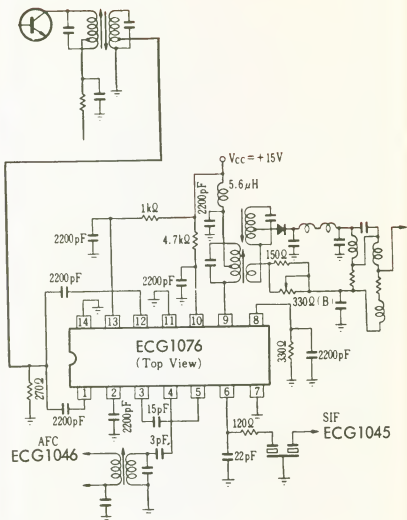 Vcc = +15V
5.6μH
2200pF
1kΩ
2200pF
4.7kΩ
150Ω
2200pF
2200pF
330Ω(B)
14
13
12
11
10
9
8
ECG1076
(Top View)
330Ω
2200pF
270Ω
1
2
3
4
5
6
7
2200pF
2200pF
15pF
120Ω
SIF
ECG1045
AFC
ECG1046
3pF
22pF